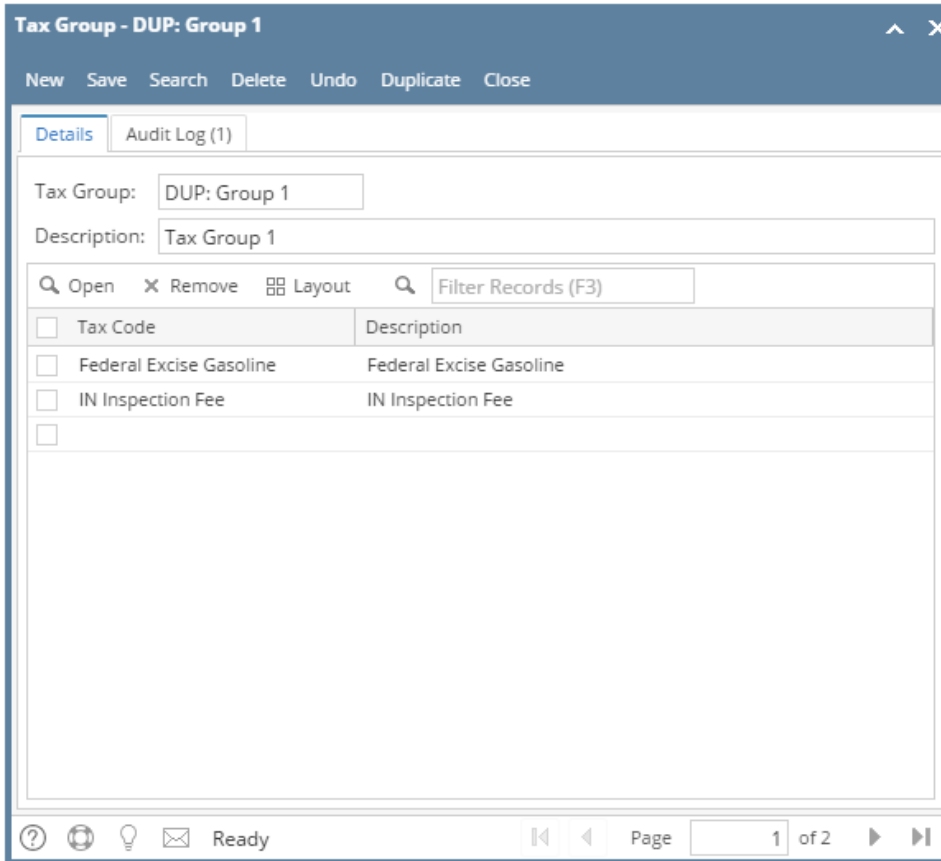 Tax Group - DUP: Group 1
New Save Search Delete Undo Duplicate Close
Details Audit Log (1)
Tax Group: DUP: Group 1
Description: Tax Group 1
Open Remove Layout Filter Records (F3)
Tax Code Description
Federal Excise Gasoline Federal Excise Gasoline
IN Inspection Fee IN Inspection Fee
Ready Page 1 of 2